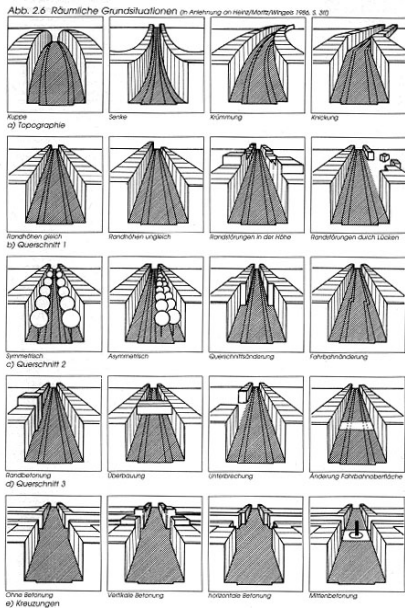 Abb. 2.6 Räumliche Grundsituationen (in Anlehnung an Heinz/Moritz/Wingels 1986, S. 3ff)
Kuppe Senke Krümmung Knickung
a) Topographie
Randhöhen gleich Randhöhen ungleich Randstörungen in der Höhe Randstörungen durch Lücken
b) Querschnitt 1
Symmetrisch Asymmetrisch Querschnittsänderung Fahrbahnänderung
c) Querschnitt 2
Randbetonung Überbauung Unterbrechung Änderung Fahrbahnoberfläche
d) Querschnitt 3
Ohne Betonung Vertikale Betonung horizontale Betonung Mittenbetonung
e) Kreuzungen